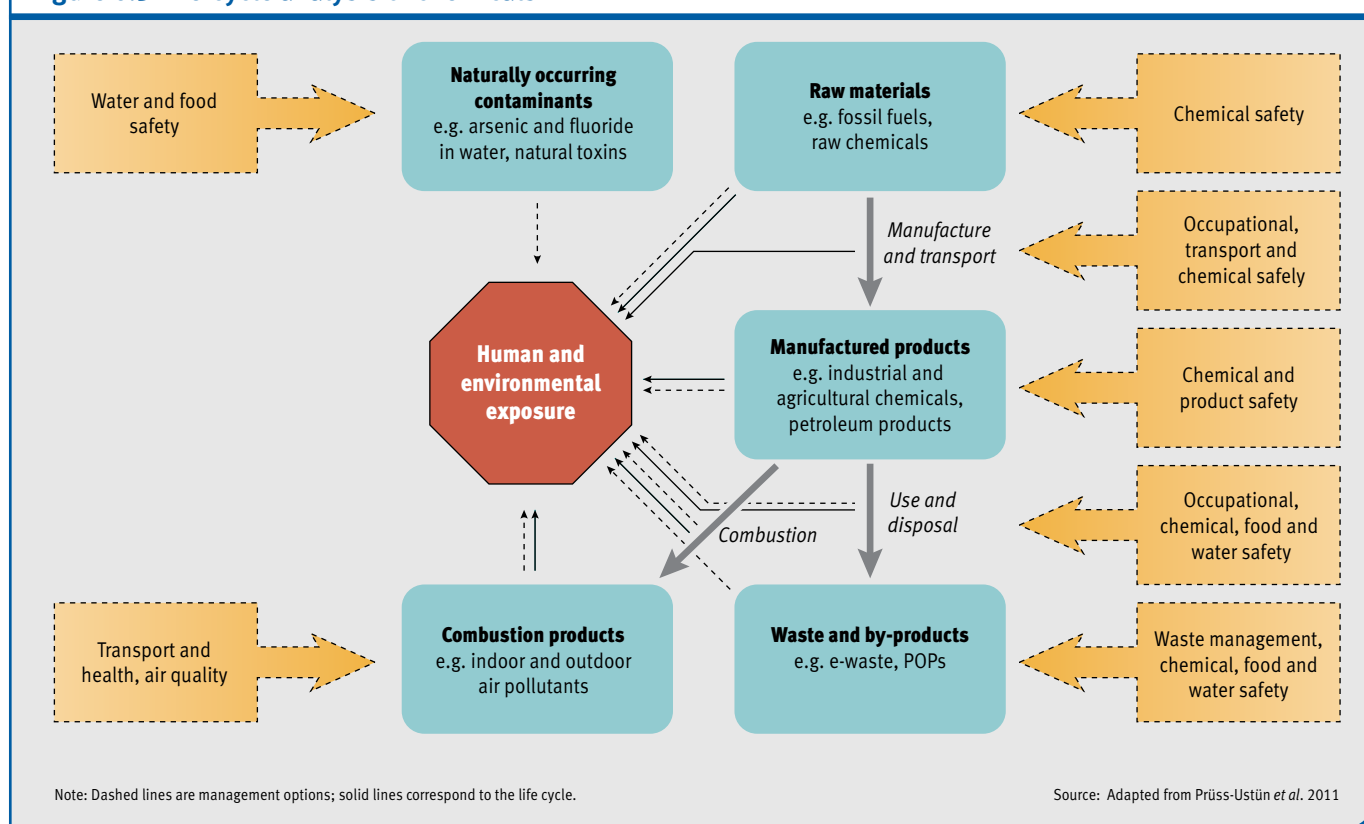 Water and food
safety
Naturally occurring
contaminants
e.g. arsenic and fluoride
in water, natural toxins
Raw materials
e.g. fossil fuels,
raw chemicals
Chemical safety
Manufacture
and transport
Occupational,
transport and
chemical safely
Human and
environmental
exposure
Manufactured products
e.g. industrial and
agricultural chemicals,
petroleum products
Chemical and
product safety
Combustion
Use and
disposal
Occupational,
chemical, food and
water safety
Transport and
health, air quality
Combustion products
e.g. indoor and outdoor
air pollutants
Waste and by-products
e.g. e-waste, POPs
Waste management,
chemical, food and
water safety
Note: Dashed lines are management options; solid lines correspond to the life cycle.
Source: Adapted from Prüss-Ustün et al. 2011